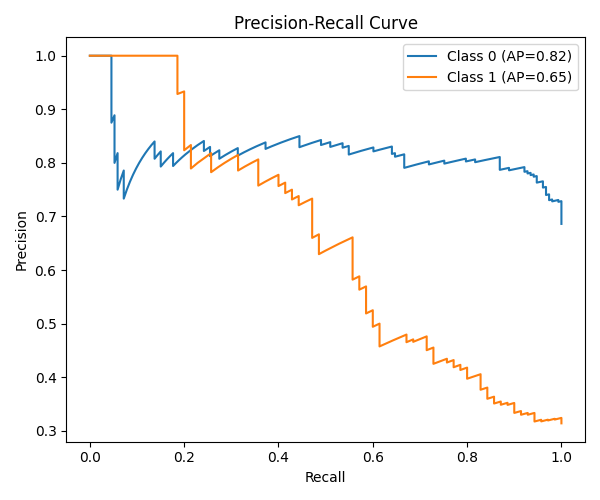 Precision-Recall Curve
Class 0 (AP=0.82)
Class 1 (AP=0.65)
Precision
1.0
0.9
0.8
0.7
0.6
0.5
0.4
0.3
0.0 0.2 0.4 0.6 0.8 1.0
Recall